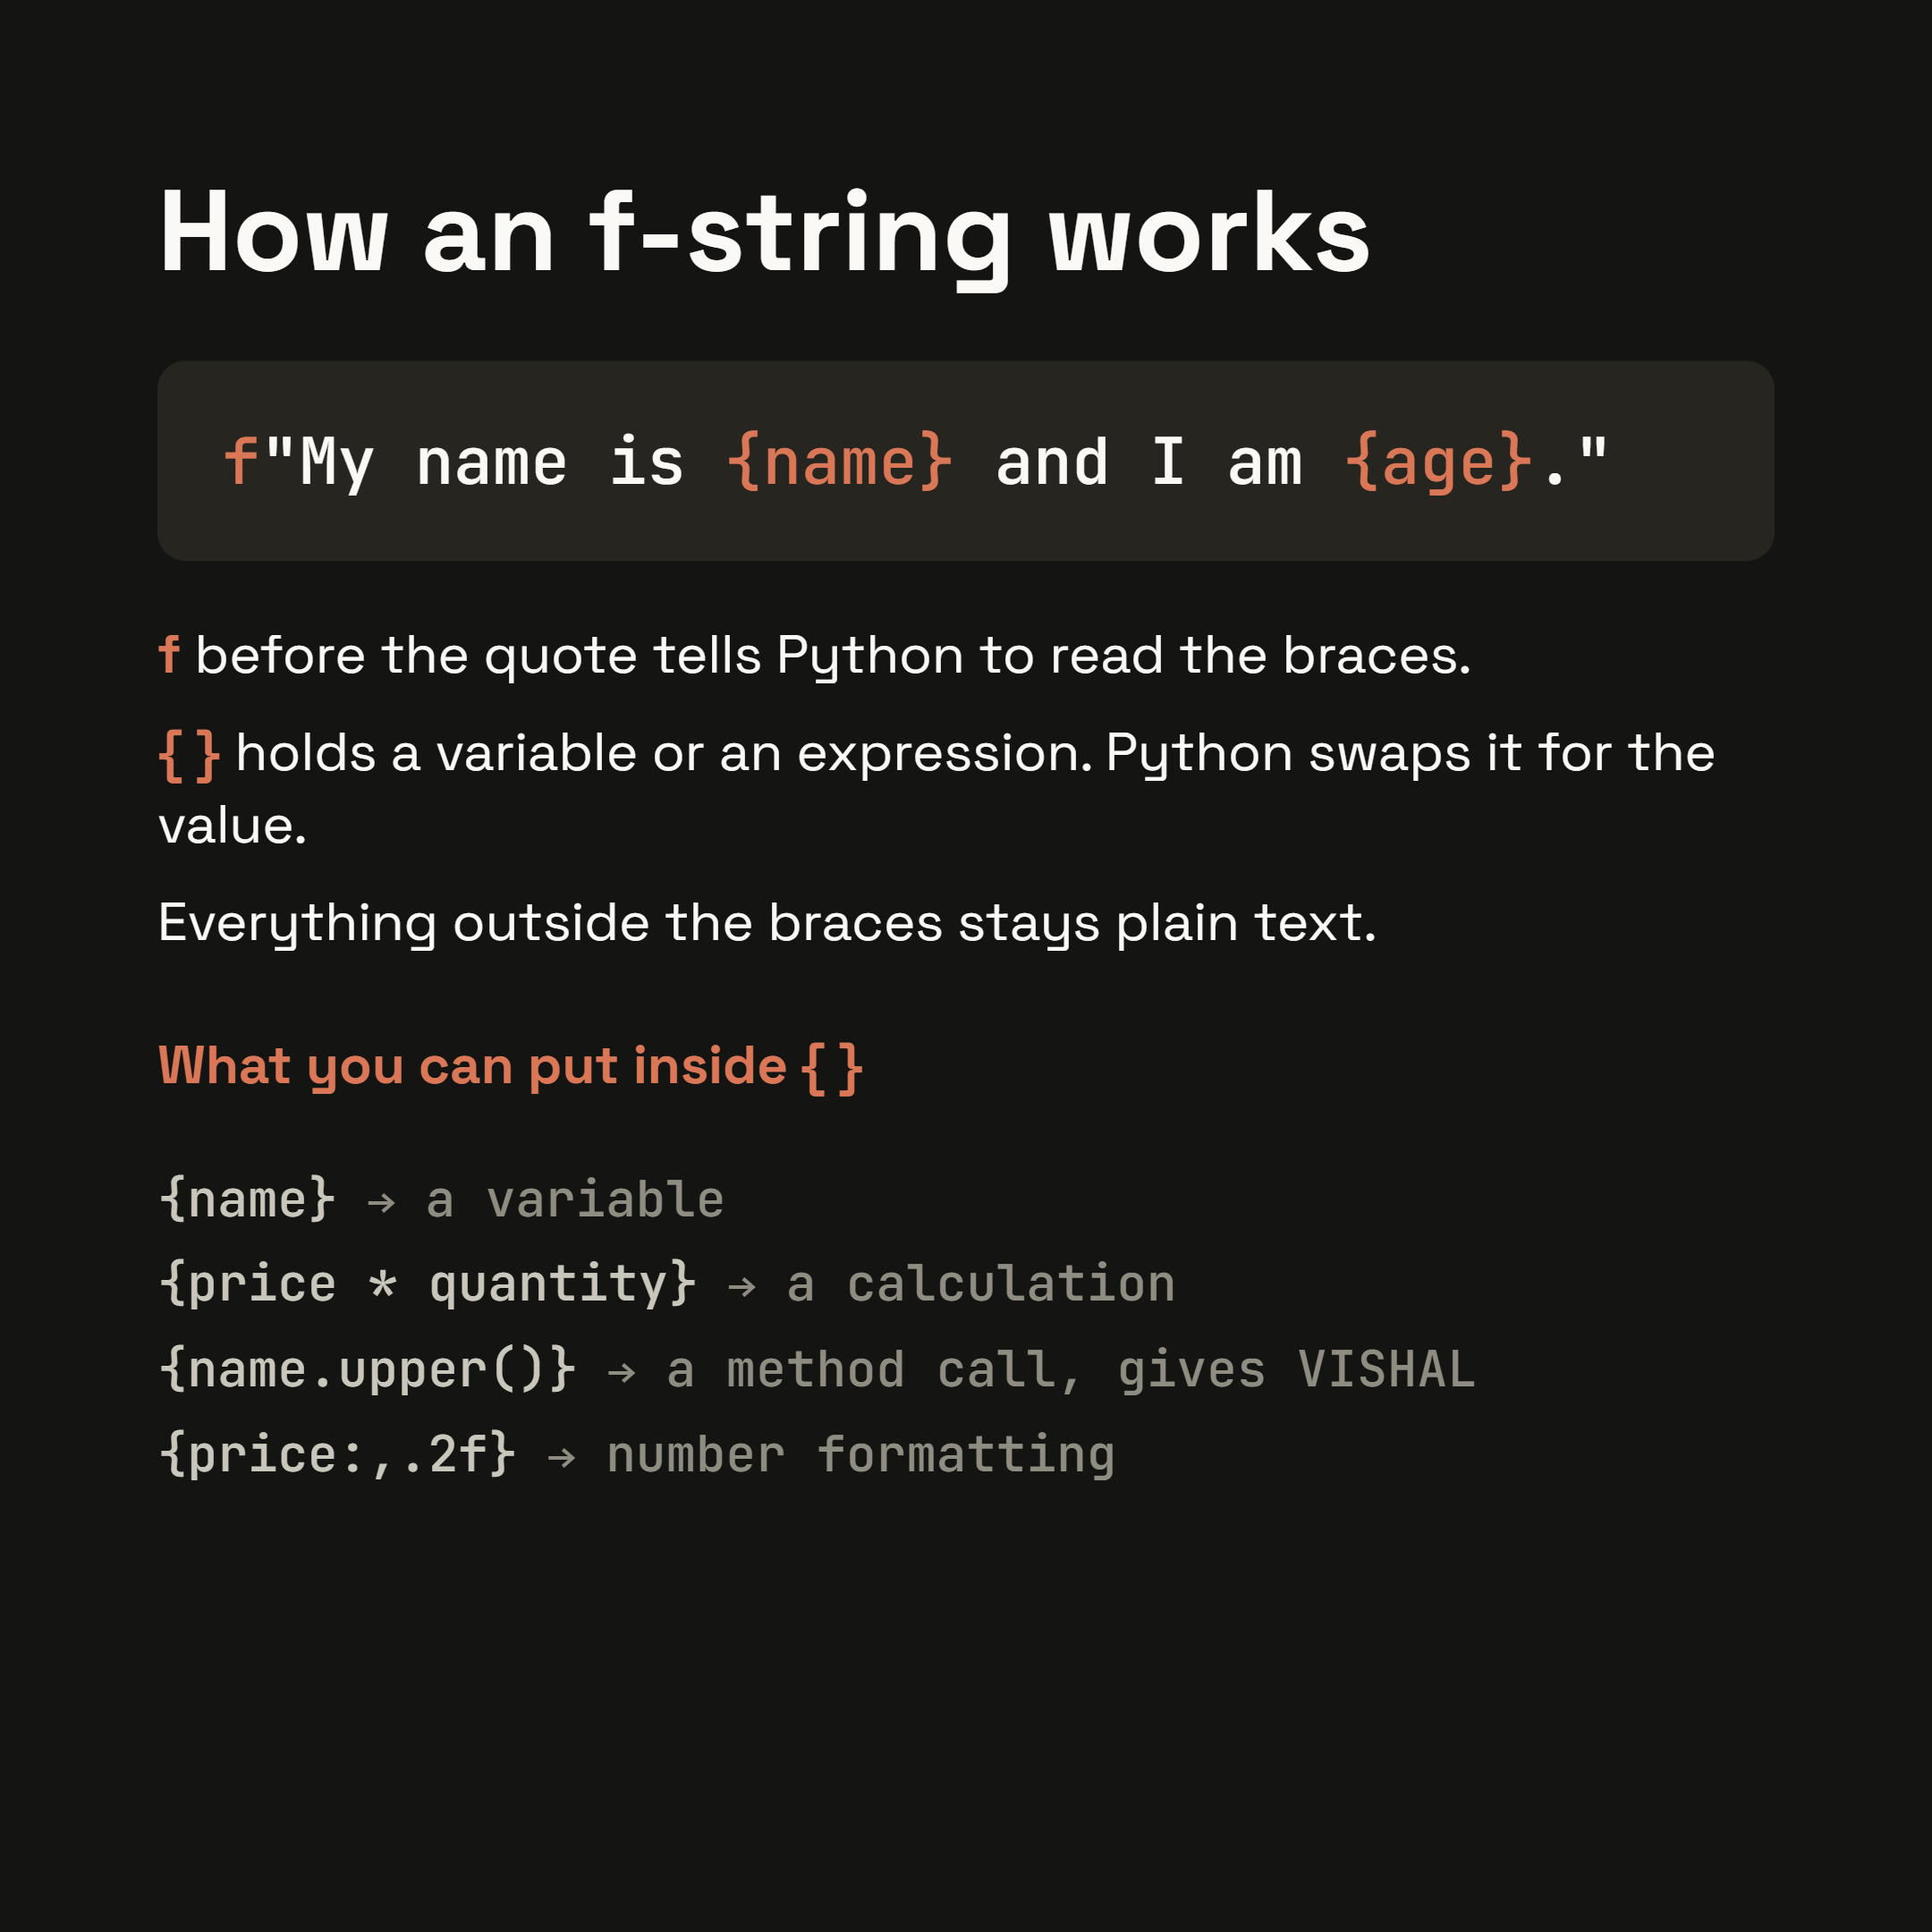 How an f-string works
f"My name is {name} and I am {age}."
f before the quote tells Python to read the braces.
{} holds a variable or an expression. Python swaps it for the
value.
Everything outside the braces stays plain text.
What you can put inside {}
{name} → a variable
{price * quantity} → a calculation
{name.upper()} → a method call, gives VISHAL
{price:,.2f} → number formatting